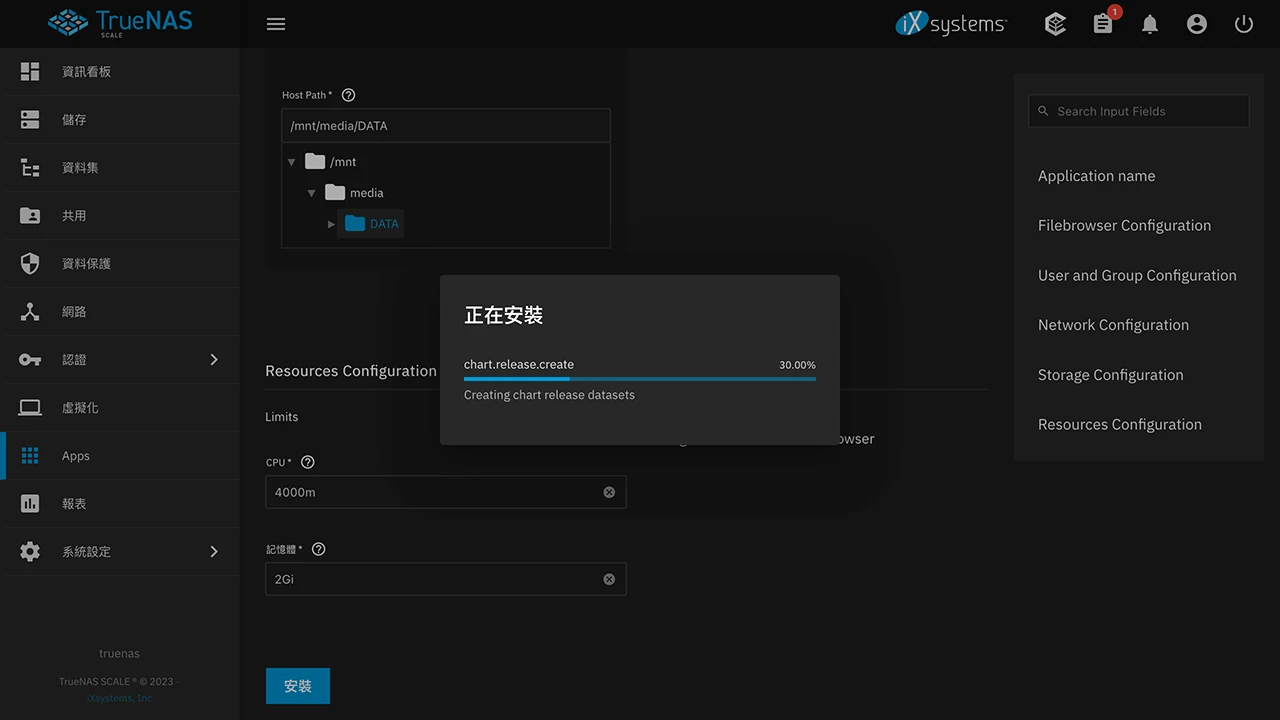 TrueNAS
SCALE
iXsystems
1
資訊看板
儲存
資料集
共用
資料保護
網路
認證
虛擬化
Apps
報表
系統設定
truenas
TrueNAS SCALE ® © 2023 -
iXsystems, Inc
Host Path *
/mnt/media/DATA
/mnt
media
DATA
Resources Configuration
Limits
CPU *
4000m
記憶體 *
2Gi
安裝
正在安裝
chart.release.create 30.00%
Creating chart release datasets
Search Input Fields
Application name
Filebrowser Configuration
User and Group Configuration
Network Configuration
Storage Configuration
Resources Configuration